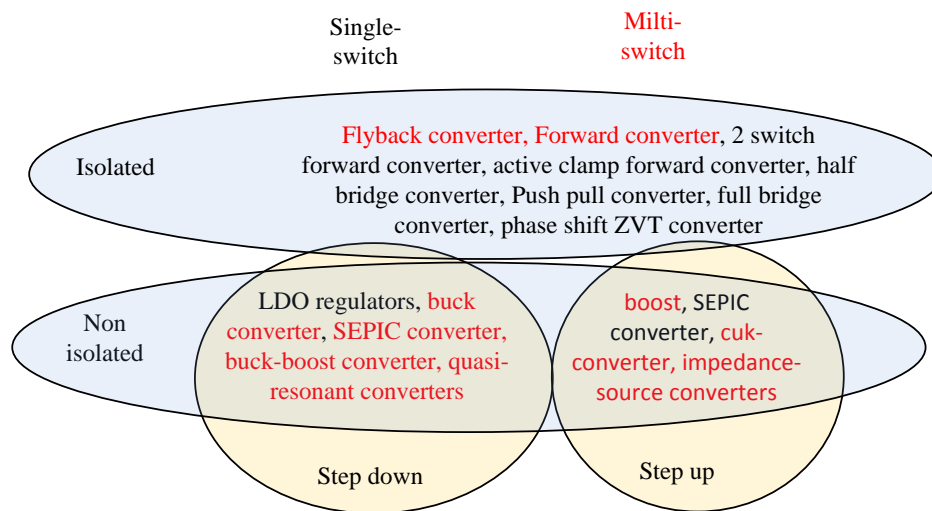 Single-
switch
Milti-
switch
Isolated
Flyback converter, Forward converter, 2 switch
forward converter, active clamp forward converter, half
bridge converter, Push pull converter, full bridge
converter, phase shift ZVT converter
Non
isolated
LDO regulators, buck
converter, SEPIC converter,
buck-boost converter, quasi-
resonant converters
boost, SEPIC
converter, cuk-
converter, impedance-
source converters
Step down
Step up